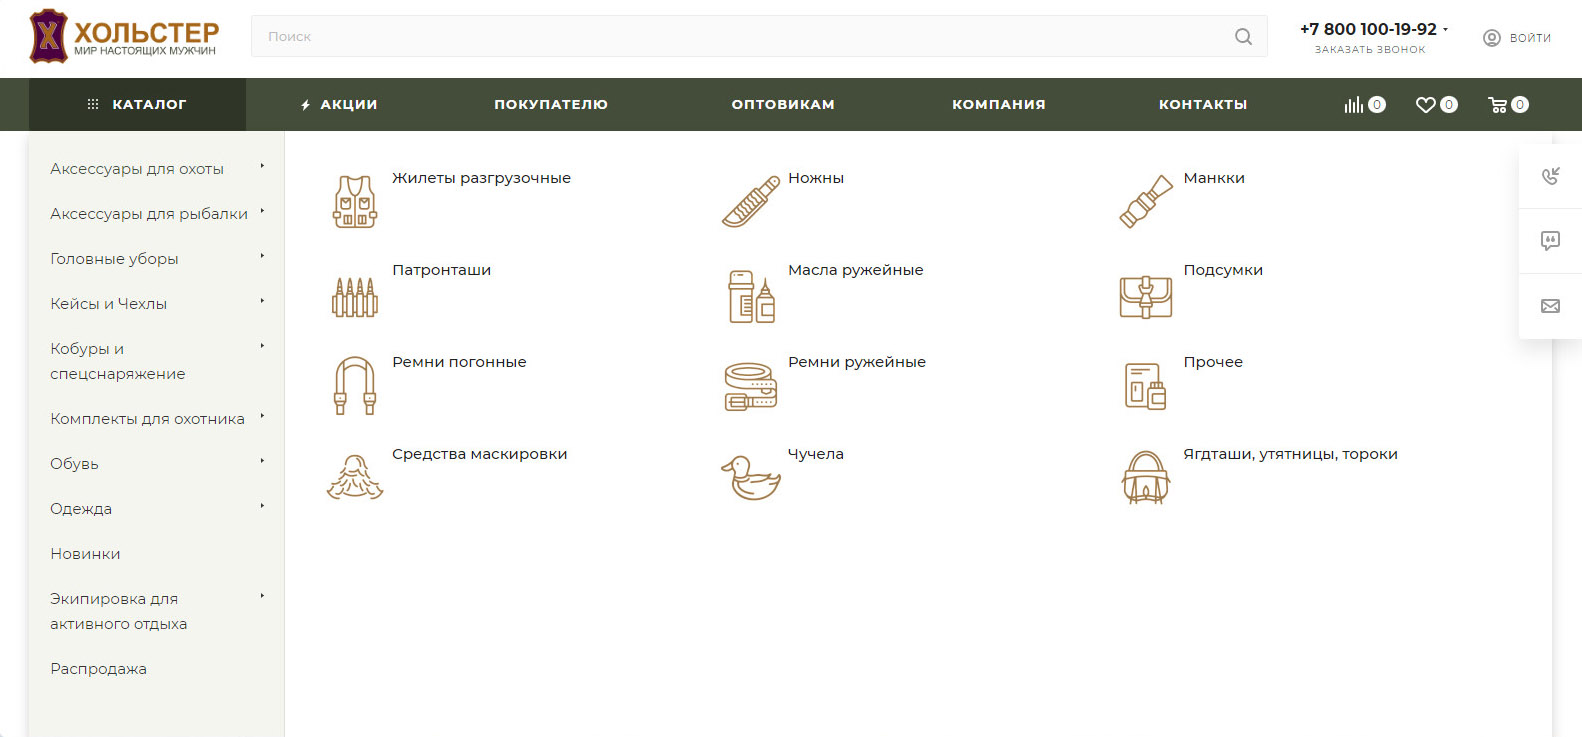 ХОЛЬСТЕР
МИР НАСТОЯЩИХ МУЖЧИН
Поиск
+7 800 100-19-92
ЗАКАЗАТЬ ЗВОНОК
ВОЙТИ
КАТАЛОГ
АКЦИИ
ПОКУПАТЕЛЮ
ОПТОВИКАМ
КОМПАНИЯ
КОНТАКТЫ
0
0
0
Аксессуары для охоты
Аксессуары для рыбалки
Головные уборы
Кейсы и Чехлы
Кобуры и
спецснаряжение
Комплекты для охотника
Обувь
Одежда
Новинки
Экипировка для
активного отдыха
Распродажа
Жилеты разгрузочные
Ножны
Манкки
Патронташи
Масла ружейные
Подсумки
Ремни погонные
Ремни ружейные
Прочее
Средства маскировки
Чучела
Ягдташи, утятницы, тороки